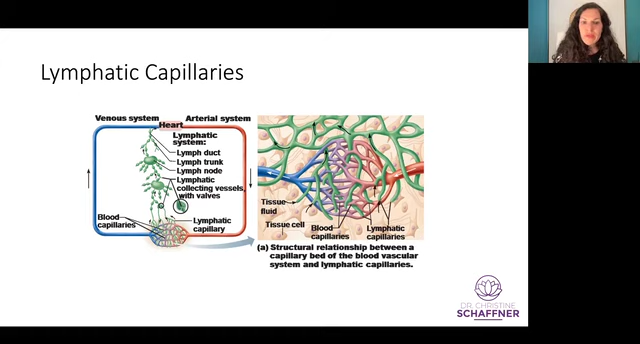 Lymphatic Capillaries
Venous system
Heart
Arterial system
Lymphatic
system:
Lymph duct
Lymph trunk
Lymph node
Lymphatic
collecting vessels,
with valves
Blood
capillaries
Lymphatic
capillary
Tissue
fluid
Tissue cell
Blood
capillaries
Lymphatic
capillaries
(a) Structural relationship between a
capillary bed of the blood vascular
system and lymphatic capillaries.
DR. CHRISTINE
SCHAFFNER